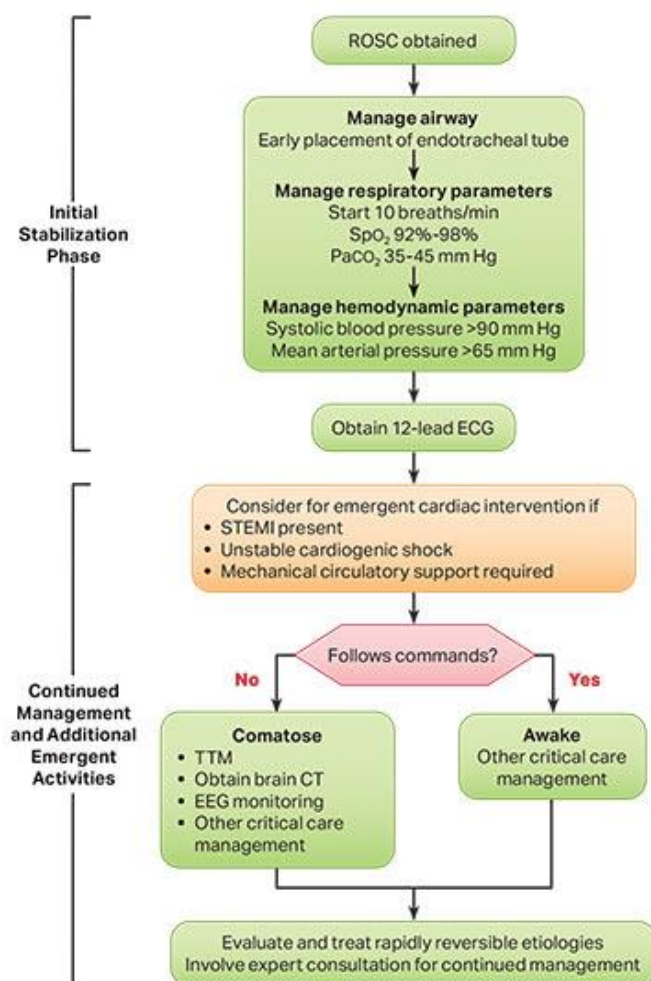 ROSC obtained
Manage airway
Early placement of endotracheal tube
Manage respiratory parameters
Start 10 breaths/min
SpO₂ 92%-98%
PaCO₂ 35-45 mm Hg
Manage hemodynamic parameters
Systolic blood pressure >90 mm Hg
Mean arterial pressure >65 mm Hg
Initial
Stabilization
Phase
Obtain 12-lead ECG
Consider for emergent cardiac intervention if
• STEMI present
• Unstable cardiogenic shock
• Mechanical circulatory support required
Follows commands?
No
Yes
Continued
Management
and Additional
Emergent
Activities
Comatose
• TTM
• Obtain brain CT
• EEG monitoring
• Other critical care
management
Awake
Other critical care
management
Evaluate and treat rapidly reversible etiologies
Involve expert consultation for continued management